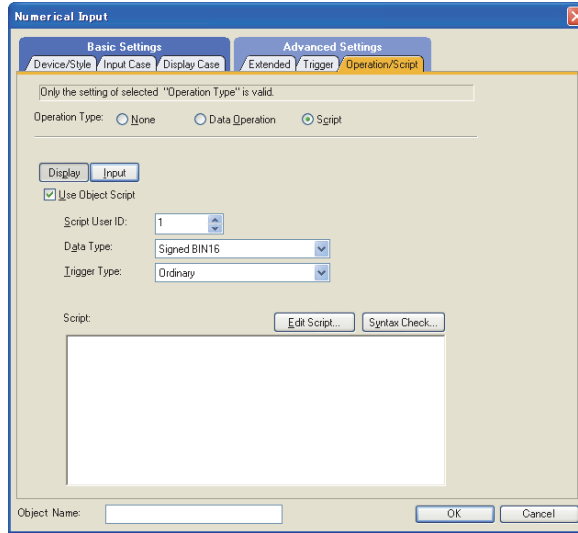 Numerical Input
Basic Settings Advanced Settings
Device/Style Input Case Display Case Extended Trigger Operation/Script
Only the setting of selected "Operation Type" is valid.
Operation Type: None Data Operation Script
Display Input
Use Object Script
Script User ID: 1
Data Type: Signed BIN16
Trigger Type: Ordinary
Script: Edit Script... Syntax Check...
Object Name: OK Cancel